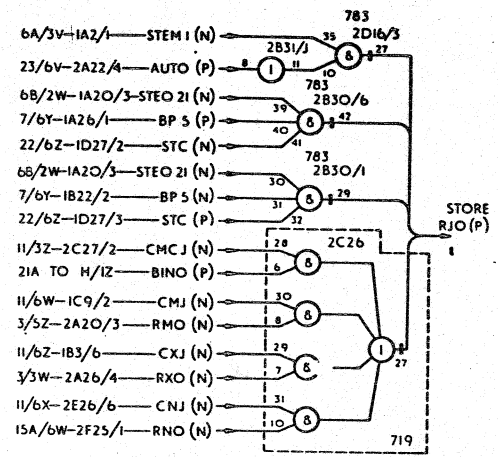 783
6A/3V—1A2/1—STEM I (N) 35 & 2D16/3 27
2B31/J
23/6V—2A22/4—AUTO (P) 8 I 11 10
783
6B/2W—1A20/3—STEO 21 (N) 39 2B30/6
7/6Y—1A26/1—BP 5 (P) 40 & 42
22/6Z—1D27/2—STC (N) 41
783
6B/2W—1A20/3—STEO 21 (N) 30 2B30/1
7/6Y—1B22/2—BP 5 (N) 31 & 29
22/6Z—1D27/3—STC (P) 32
STORE
RJO (P)
11/3Z—2C27/2—CMCJ (N) 28 & 2C26
21A TO H/1Z—BINO (P) 6
11/6W—1C9/2—CMJ (N) 30 &
3/5Z—2A20/3—RMO (N) 8
11/6Z—1B3/6—CXJ (N) 29 & I 27
3/3W—2A26/4—RXO (N) 7
11/6X—2E26/6—CNJ (N) 31 &
15A/6W—2F25/1—RNO (N) 10
719